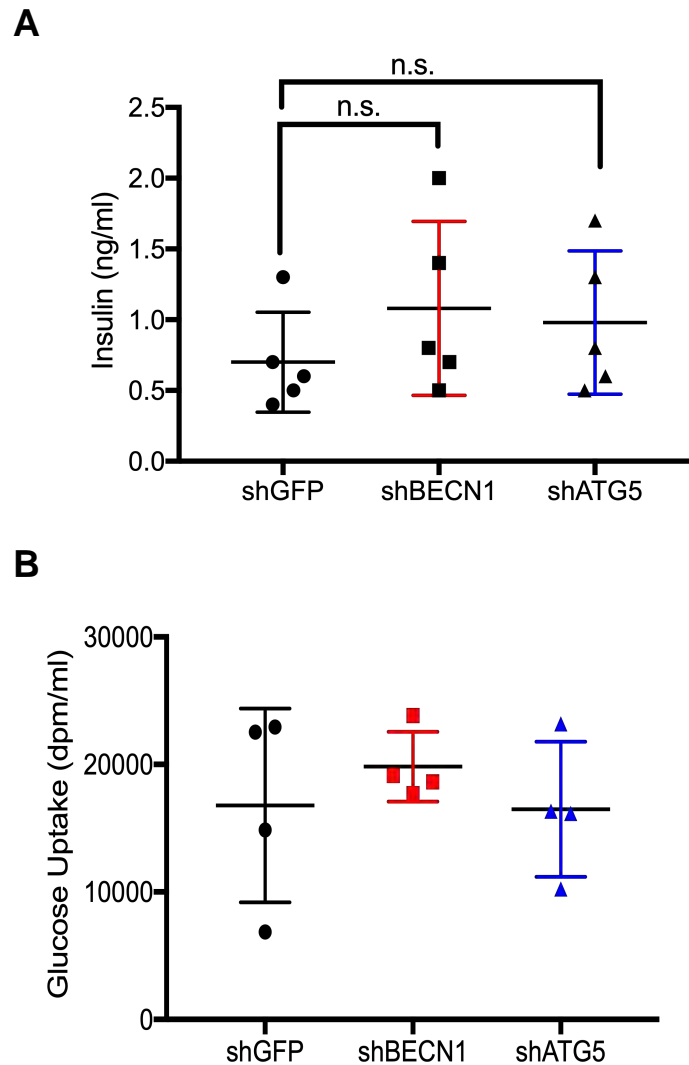 A
n.s.
n.s.
2.5
2.0
1.5
1.0
0.5
0.0
Insulin (ng/ml)
shGFP shBECN1 shATG5
B
30000
20000
10000
0
Glucose Uptake (dpm/ml)
shGFP shBECN1 shATG5